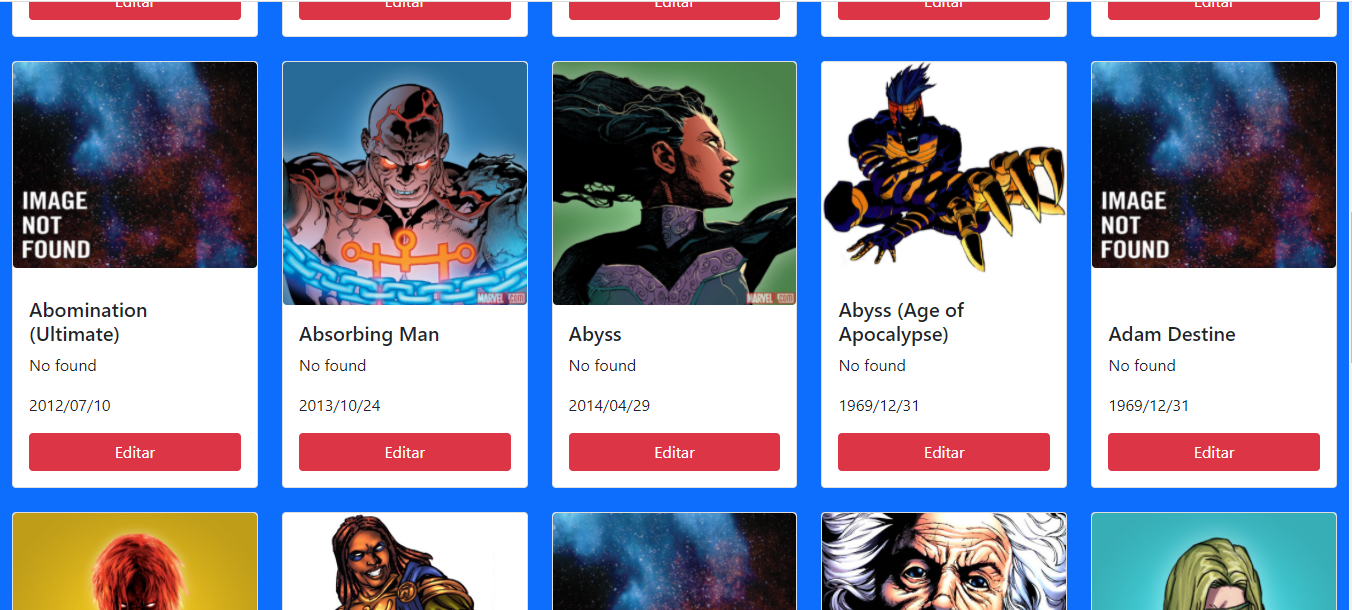 Editar
Editar
Editar
Editar
Editar
IMAGE
NOT
FOUND
MARVEL.com
MARVEL.com
IMAGE
NOT
FOUND
Abomination
(Ultimate)
Absorbing Man
Abyss
Abyss (Age of
Apocalypse)
Adam Destine
No found
No found
No found
No found
No found
2012/07/10
2013/10/24
2014/04/29
1969/12/31
1969/12/31
Editar
Editar
Editar
Editar
Editar